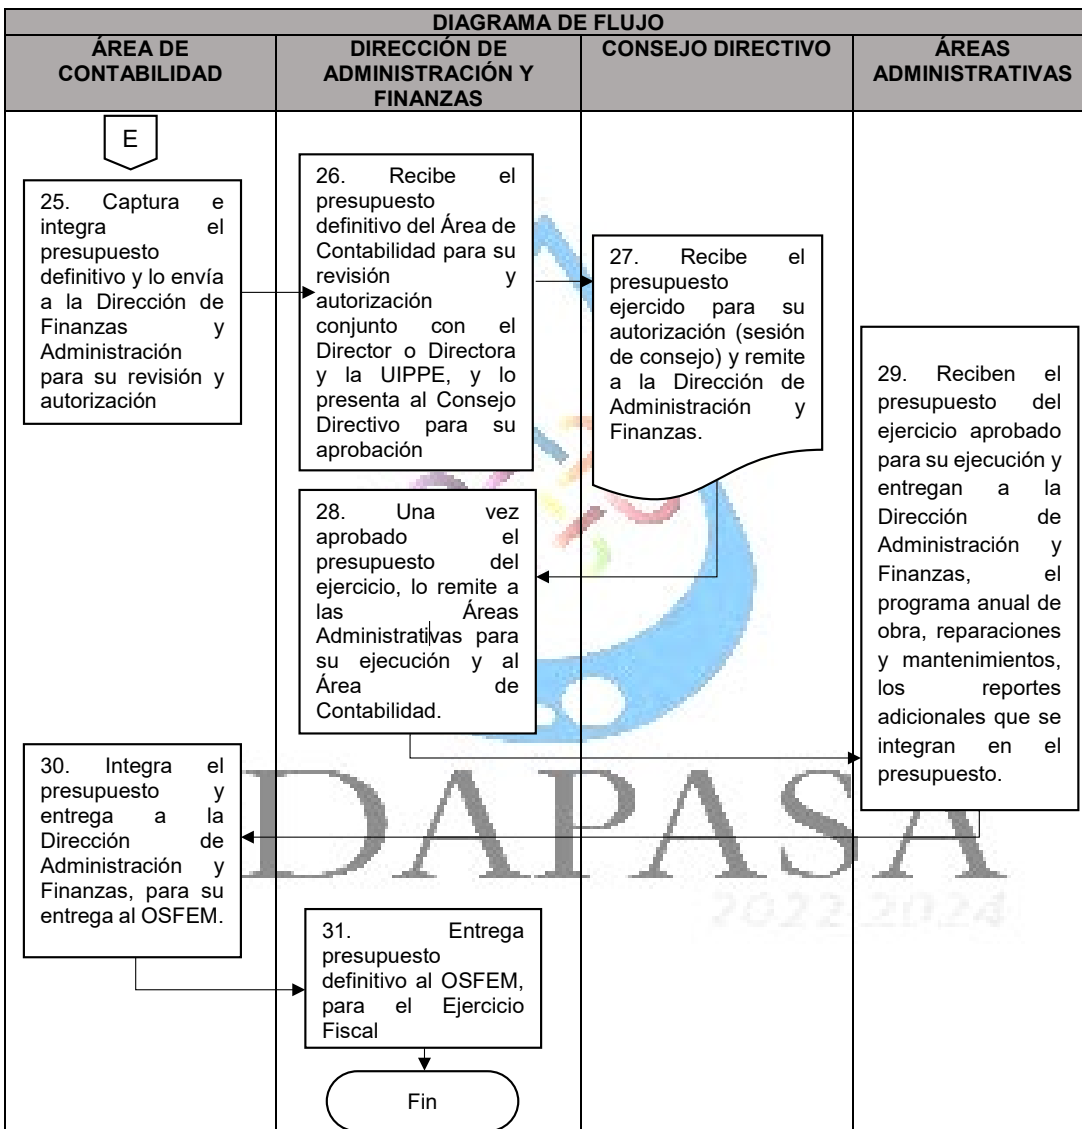 DIAGRAMA DE FLUJO
ÁREA DE
CONTABILIDAD
DIRECCIÓN DE
ADMINISTRACIÓN Y
FINANZAS
CONSEJO DIRECTIVO
ÁREAS
ADMINISTRATIVAS
E
25. Captura e
integra el
presupuesto
definitivo y lo envía
a la Dirección de
Finanzas y
Administración
para su revisión y
autorización
26. Recibe el
presupuesto
definitivo del Área de
Contabilidad para su
revisión y
autorización
conjunto con el
Director o Directora
y la UIPPE, y lo
presenta al Consejo
Directivo para su
aprobación
27. Recibe el
presupuesto
ejercido para su
autorización (sesión
de consejo) y remite
a la Dirección de
Administración y
Finanzas.
28. Una vez
aprobado el
presupuesto del
ejercicio, lo remite a
las Áreas
Administrativas para
su ejecución y al
Área de
Contabilidad.
29. Reciben el
presupuesto del
ejercicio aprobado
para su ejecución y
entregan a la
Dirección de
Administración y
Finanzas, el
programa anual de
obra, reparaciones
y mantenimientos,
los reportes
adicionales que se
integran en el
presupuesto.
30. Integra el
presupuesto y
entrega a la
Dirección de
Administración y
Finanzas, para su
entrega al OSFEM.
31. Entrega
presupuesto
definitivo al OSFEM,
para el Ejercicio
Fiscal
Fin
DAPASA
2022-2024